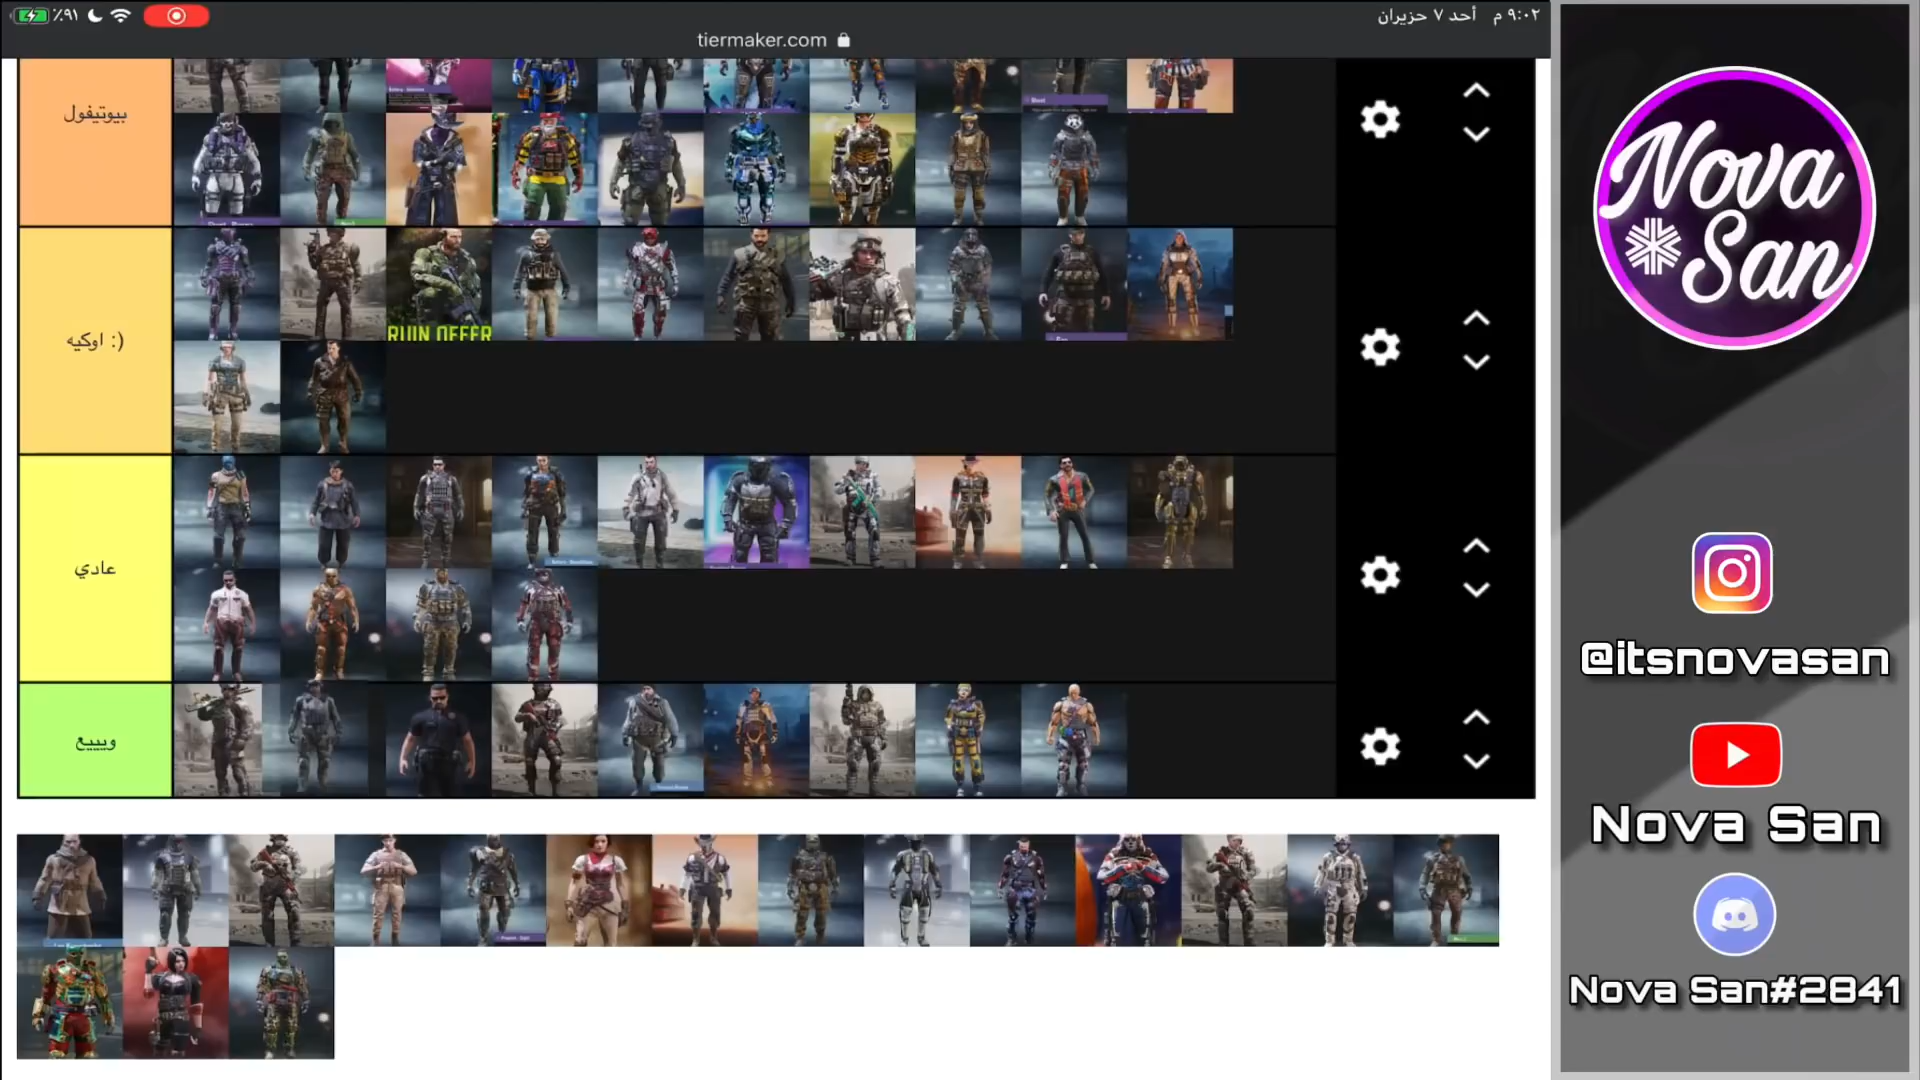 ٪٩١
أحد ٧ حزيران
٩:٠٢ م
tiermaker.com
بيوتيفول
اوكيه :)
RUIN OFFER
عادي
وييييع
Nova
San
@itsnovasan
Nova San
Nova San#2841